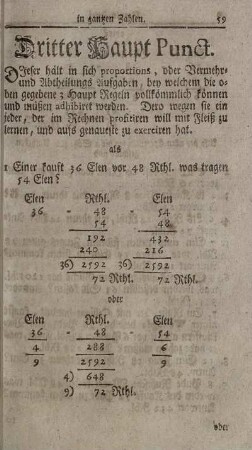 in gantzen Zahlen. 59
Dritter Haupt Punct.
Dieser hält in sich proportions, oder Vermehr-
und Abtheilungs Aufgaben, bey welchem die o-
ben gegebene 2 Haupt Regeln vollkömmlich können
und müßen adhibiret werden. Dero wegen sie ein
jeder, der im Rechnen profitiren will mit Fleiß zu
lernen, und aufs genaueste zu exerciren hat.
als
1 Einer kauft 36 Elen vor 48 Rthl. was tragen
54 Elen?
Elen Rthl. Elen
36 - 48 - 54
54 48
192 432
240 216
36) 2592 36) 2592
72 Rthl. 72 Rthl.
oder
Elen Rthl. Elen
36 - 48 - 54
4 288 6
9 2592 9
4) 648
9) 72 Rthl.
oder